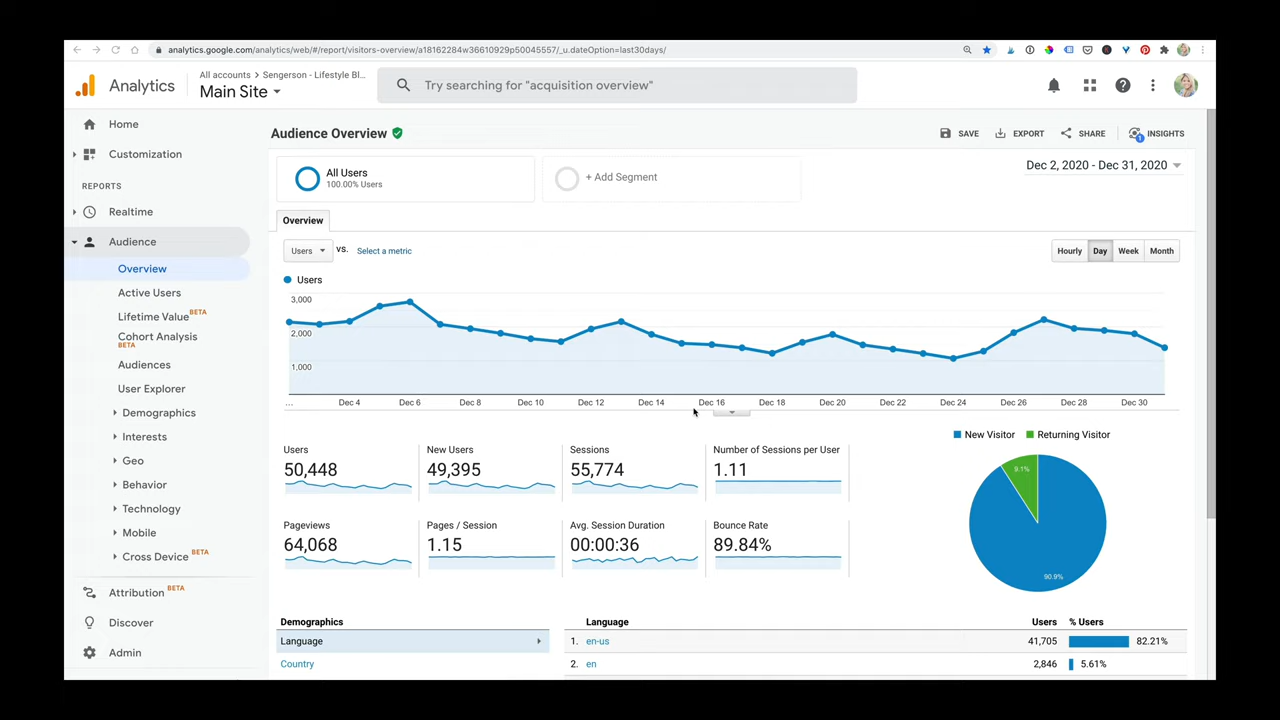 analytics.google.com/analytics/web/#/report/visitors-overview/a18162284w36610929p50045557/_u.dateOption=last30days/
Analytics
All accounts > Sengerson - Lifestyle Bl...
Main Site
Try searching for "acquisition overview"
Home
Customization
REPORTS
Realtime
Audience
Overview
Active Users
Lifetime Value BETA
Cohort Analysis
BETA
Audiences
User Explorer
Demographics
Interests
Geo
Behavior
Technology
Mobile
Cross Device BETA
Attribution BETA
Discover
Admin
Audience Overview
SAVE EXPORT SHARE 1 INSIGHTS
All Users
100.00% Users
+ Add Segment
Dec 2, 2020 - Dec 31, 2020
Overview
Users VS. Select a metric
Hourly Day Week Month
Users
3,000
2,000
1,000
... Dec 4 Dec 6 Dec 8 Dec 10 Dec 12 Dec 14 Dec 16 Dec 18 Dec 20 Dec 22 Dec 24 Dec 26 Dec 28 Dec 30
New Visitor Returning Visitor
Users New Users Sessions Number of Sessions per User
50,448 49,395 55,774 1.11
Pageviews Pages / Session Avg. Session Duration Bounce Rate
64,068 1.15 00:00:36 89.84%
9.1%
90.9%
Demographics Language Users % Users
Language 1. en-us 41,705 82.21%
Country 2. en 2,846 5.61%